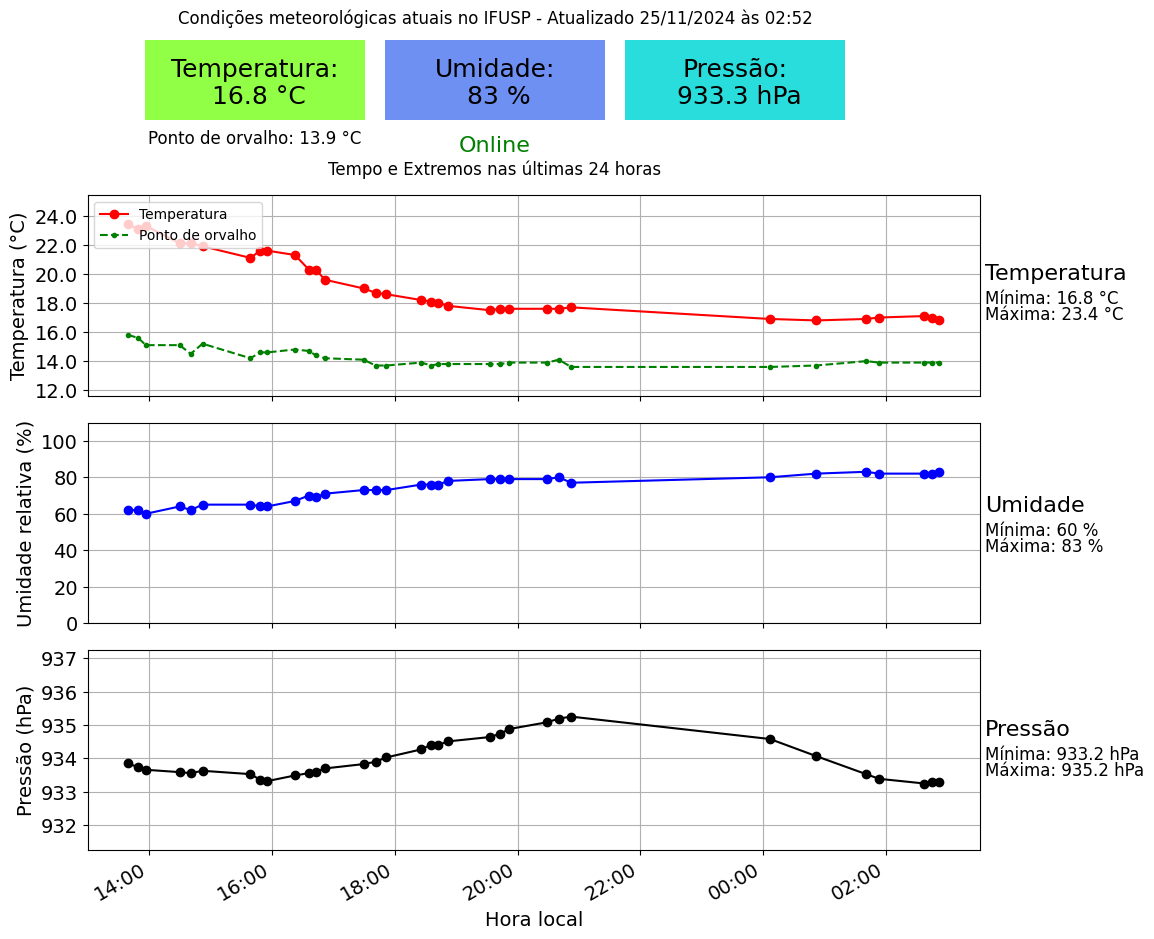 Condições meteorológicas atuais no IFUSP - Atualizado 25/11/2024 às 02:52
Temperatura:
16.8 °C
Umidade:
83 %
Pressão:
933.3 hPa
Ponto de orvalho: 13.9 °C
Online
Tempo e Extremos nas últimas 24 horas
Temperatura (°C)
24.0
22.0
20.0
18.0
16.0
14.0
12.0
Temperatura
Ponto de orvalho
Temperatura
Mínima: 16.8 °C
Máxima: 23.4 °C
Umidade relativa (%)
100
80
60
40
20
0
Umidade
Mínima: 60 %
Máxima: 83 %
Pressão (hPa)
937
936
935
934
933
932
Pressão
Mínima: 933.2 hPa
Máxima: 935.2 hPa
14:00
16:00
18:00
20:00
22:00
00:00
02:00
Hora local